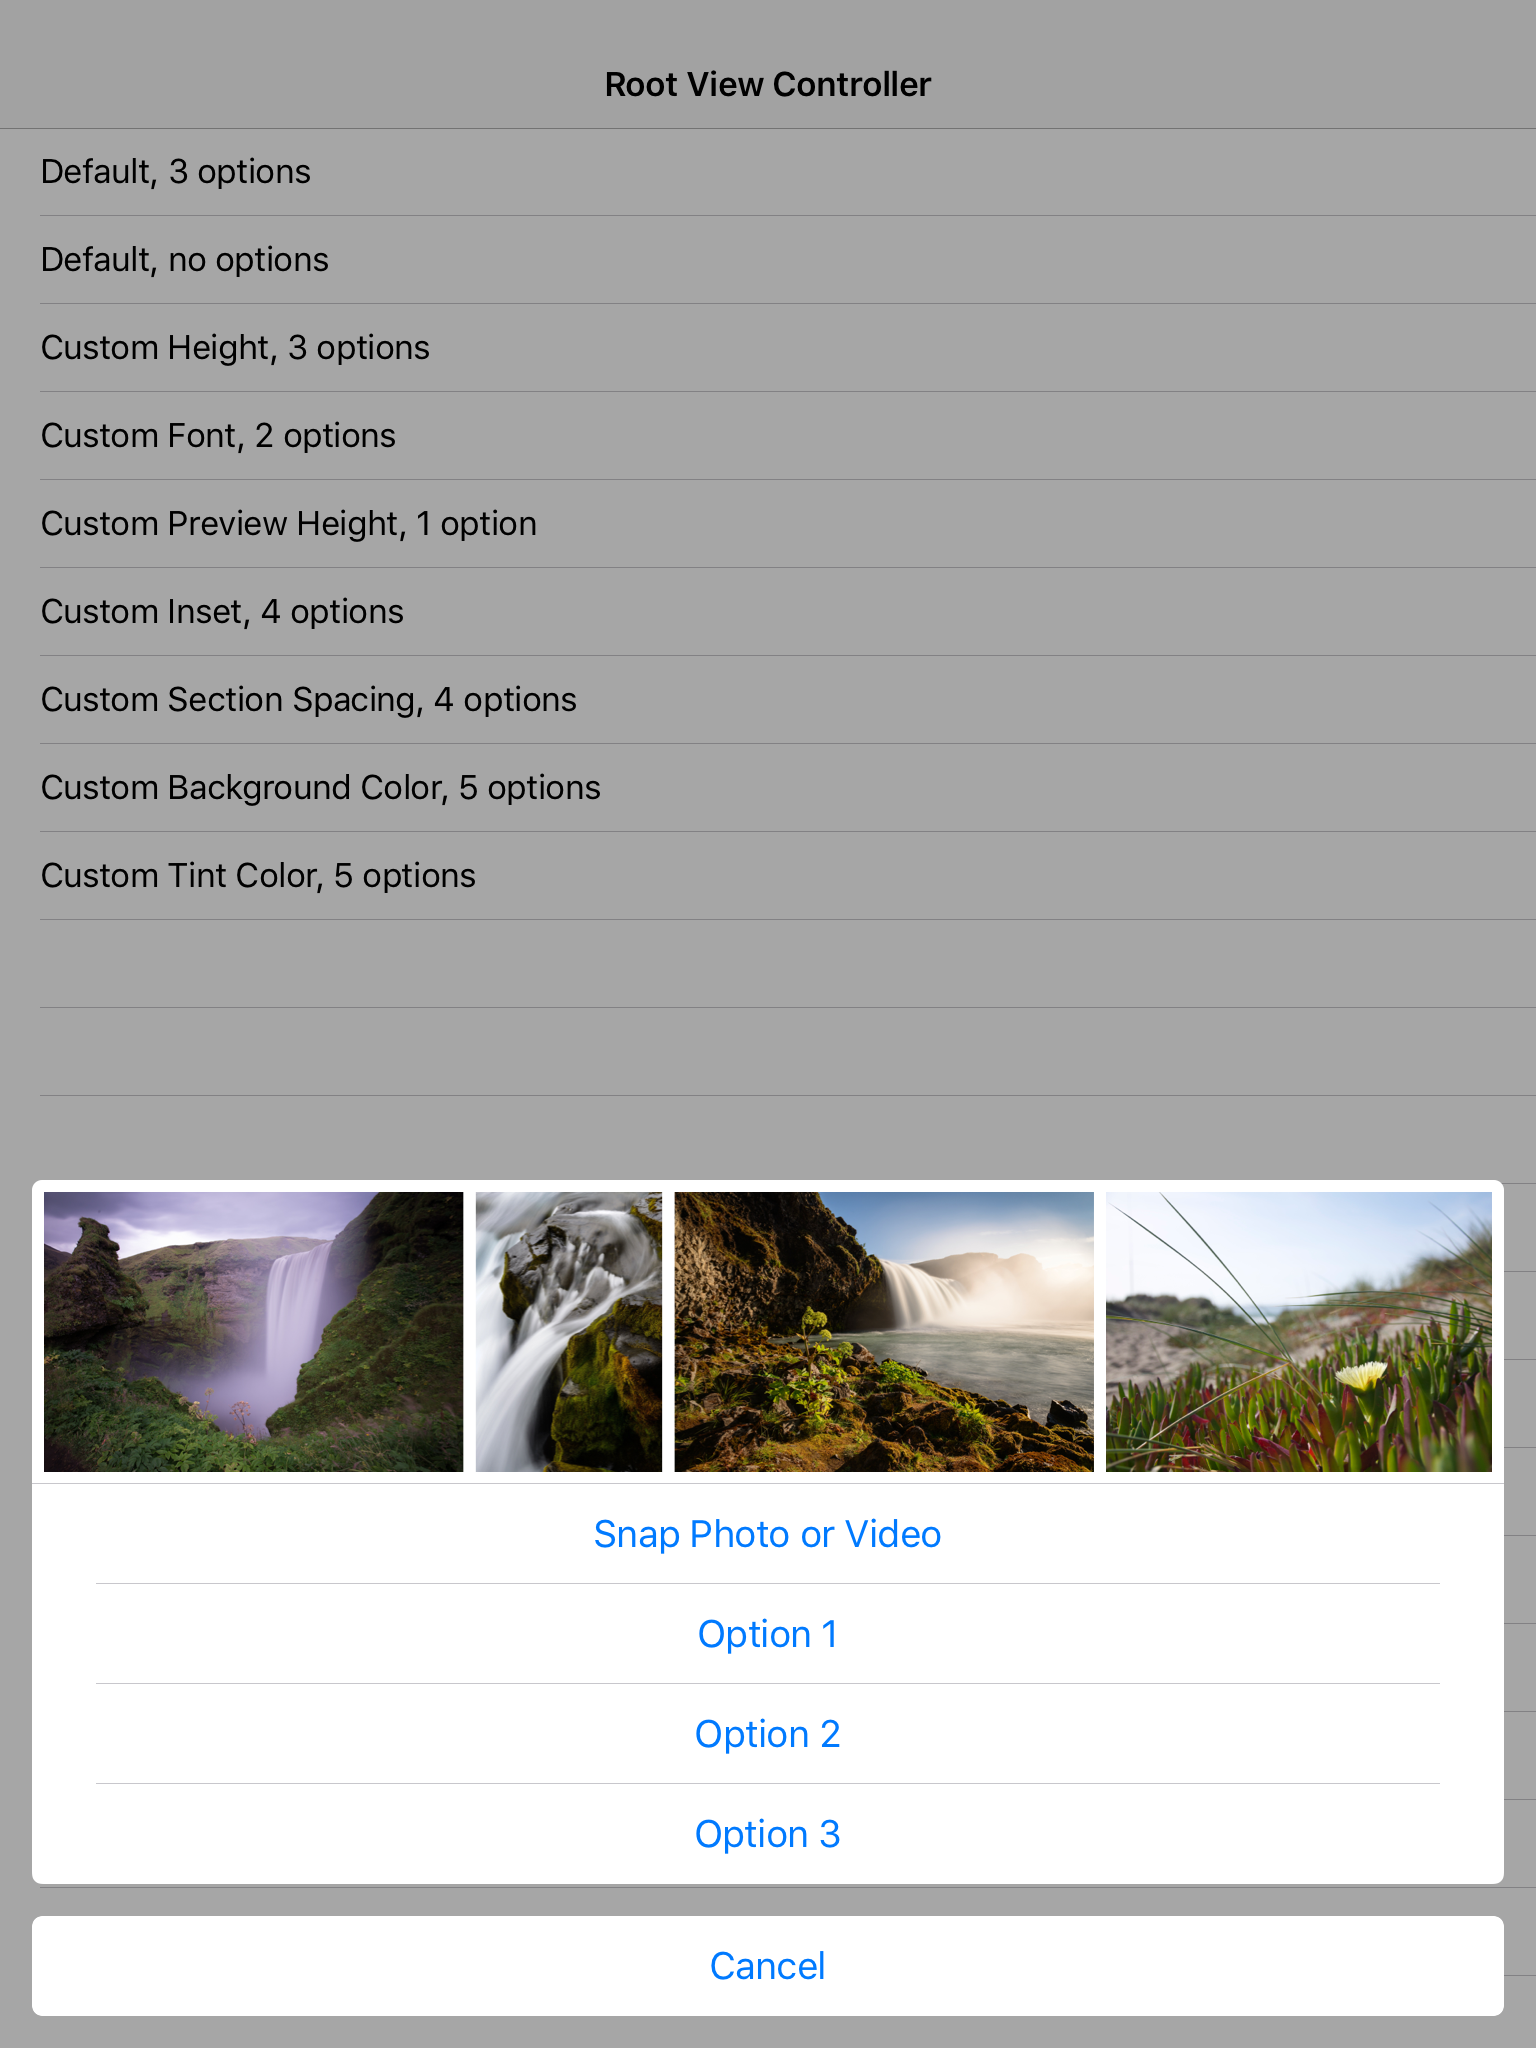 Root View Controller
Default, 3 options
Default, no options
Custom Height, 3 options
Custom Font, 2 options
Custom Preview Height, 1 option
Custom Inset, 4 options
Custom Section Spacing, 4 options
Custom Background Color, 5 options
Custom Tint Color, 5 options
Snap Photo or Video
Option 1
Option 2
Option 3
Cancel